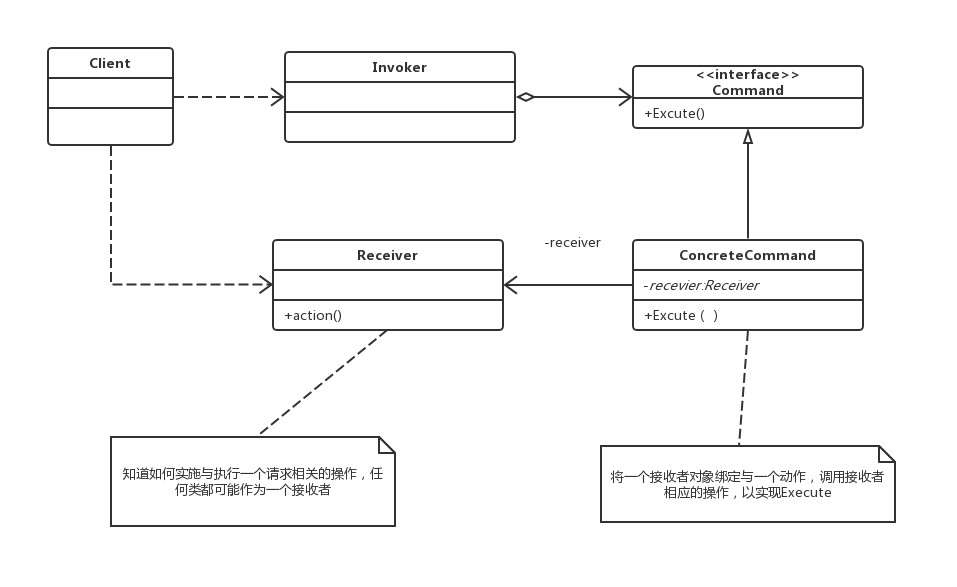 Client
Invoker
<<interface>>
Command
+Excute()
-receiver
Receiver
+action()
ConcreteCommand
-recevier:Receiver
+Excute (  )
知道如何实施与执行一个请求相关的操作，任
何类都可能作为一个接收者
将一个接收者对象绑定与一个动作，调用接收者
相应的操作，以实现Execute